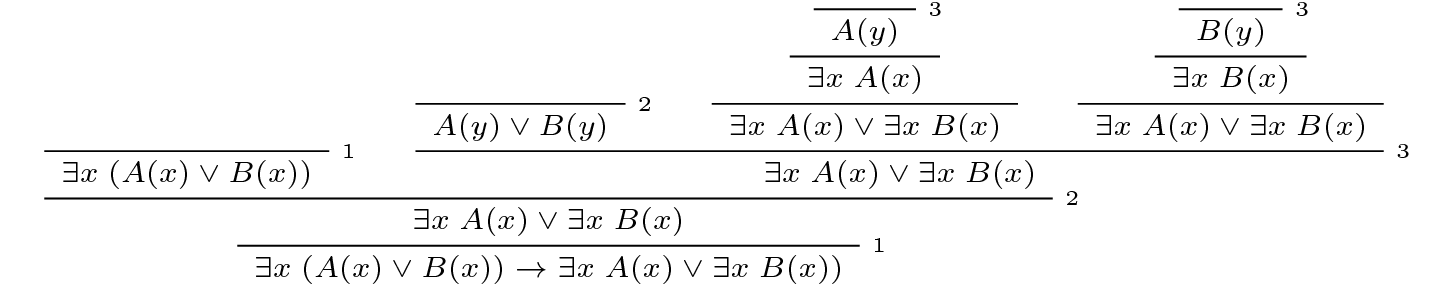 A(y) 3 B(y) 3
∃x A(x) ∃x B(x)
A(y) ∨ B(y) 2 ∃x A(x) ∨ ∃x B(x) ∃x A(x) ∨ ∃x B(x)
∃x (A(x) ∨ B(x)) 1 ∃x A(x) ∨ ∃x B(x) 3
∃x A(x) ∨ ∃x B(x) 2
∃x (A(x) ∨ B(x)) → ∃x A(x) ∨ ∃x B(x)) 1